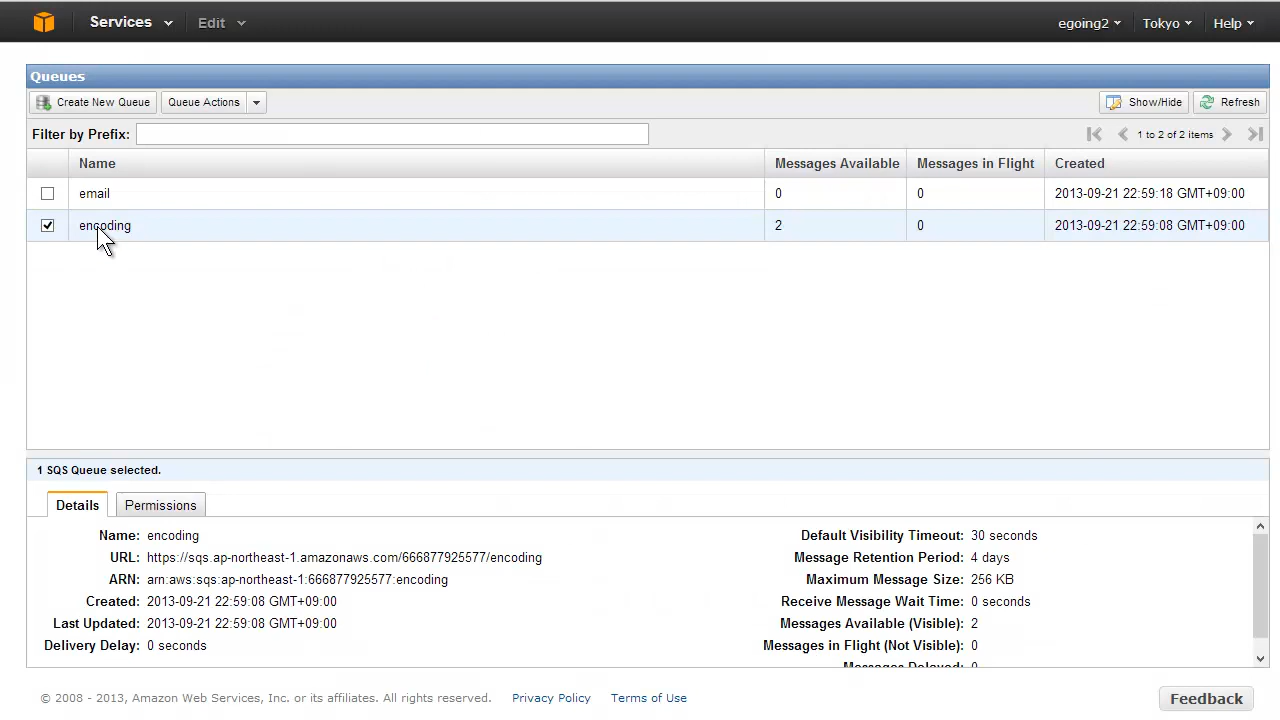 Services Edit egoing2 Tokyo Help
Queues
Create New Queue Queue Actions Show/Hide Refresh
Filter by Prefix: 1 to 2 of 2 items
Name Messages Available Messages in Flight Created
email 0 0 2013-09-21 22:59:18 GMT+09:00
encoding 2 0 2013-09-21 22:59:08 GMT+09:00
1 SQS Queue selected.
Details Permissions
Name: encoding
URL: https://sqs.ap-northeast-1.amazonaws.com/666877925577/encoding
ARN: arn:aws:sqs:ap-northeast-1:666877925577:encoding
Created: 2013-09-21 22:59:08 GMT+09:00
Last Updated: 2013-09-21 22:59:08 GMT+09:00
Delivery Delay: 0 seconds
Default Visibility Timeout: 30 seconds
Message Retention Period: 4 days
Maximum Message Size: 256 KB
Receive Message Wait Time: 0 seconds
Messages Available (Visible): 2
Messages in Flight (Not Visible): 0
Messages Delayed: 0
© 2008 - 2013, Amazon Web Services, Inc. or its affiliates. All rights reserved. Privacy Policy Terms of Use Feedback